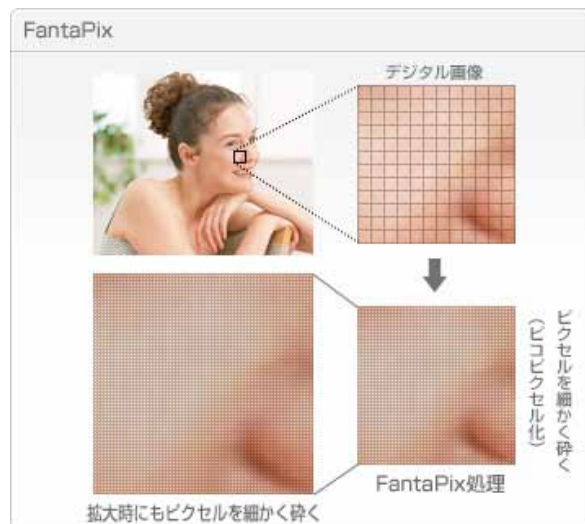 FantaPix
デジタル画像
ピクセルを細かく砕く
(ピコピクセル化)
FantaPix処理
拡大時にもピクセルを細かく砕く